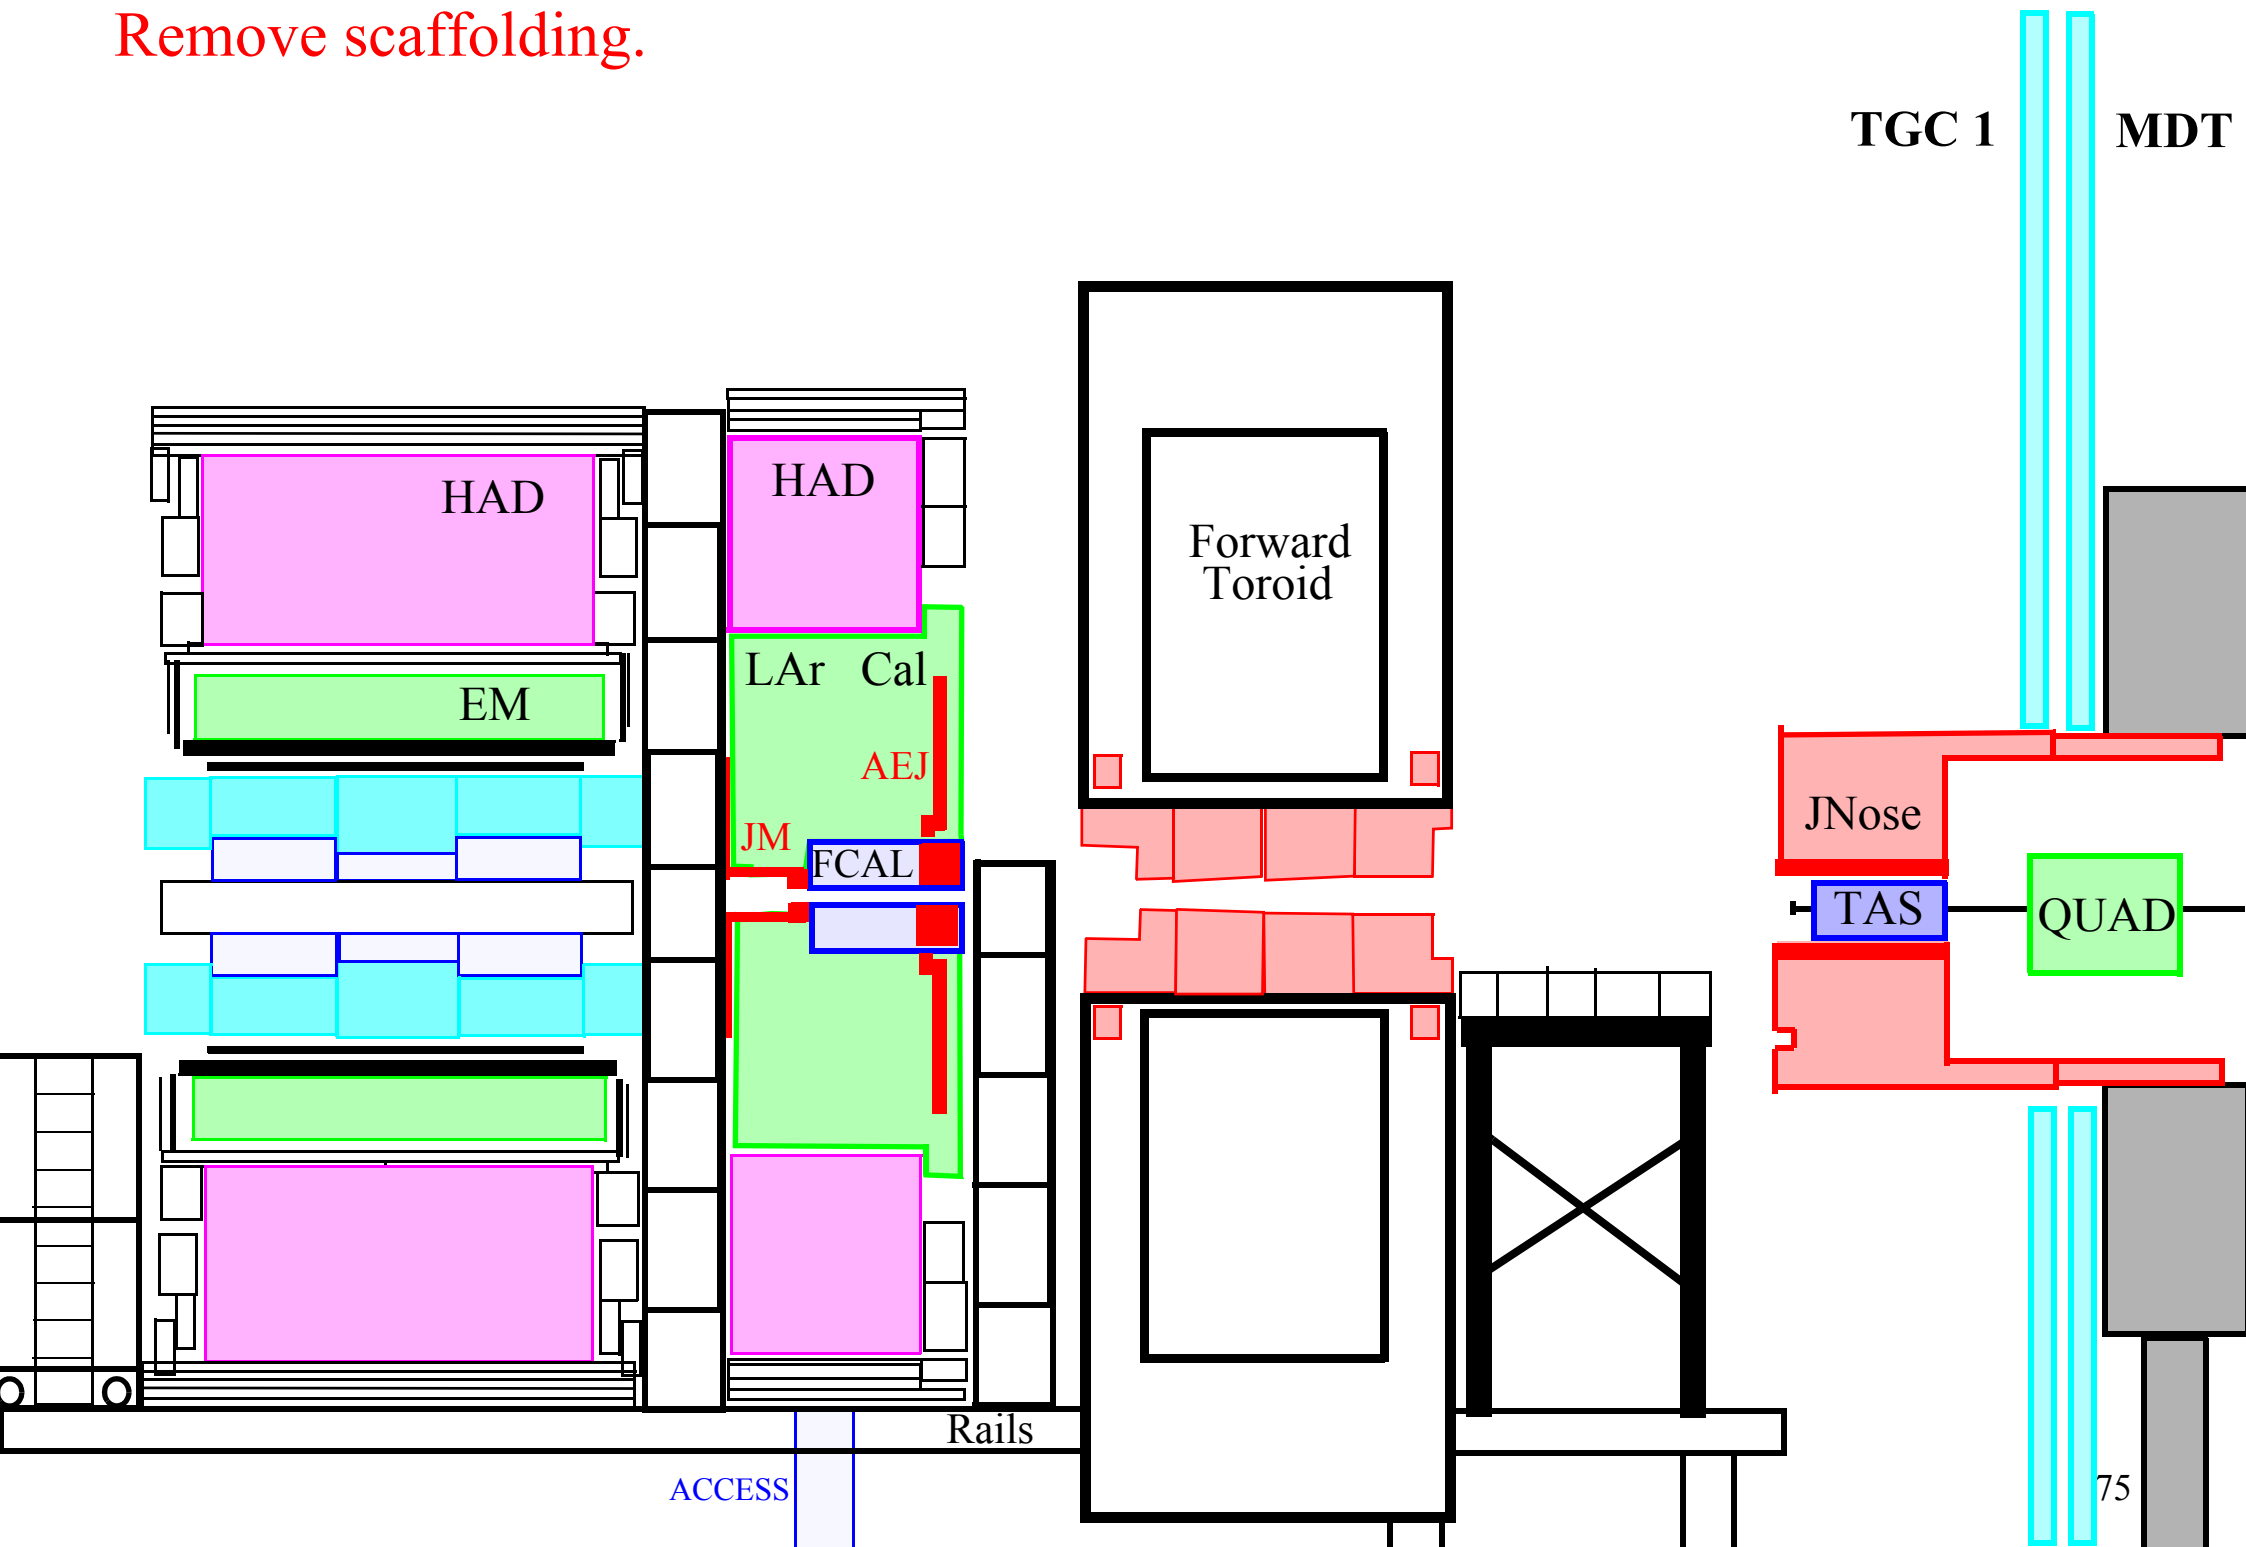 Remove scaffolding.
TGC 1
MDT
HAD
HAD
Forward
Toroid
LAr Cal
EM
AEJ
JM
JNose
FCAL
TAS
QUAD
Rails
ACCESS
75